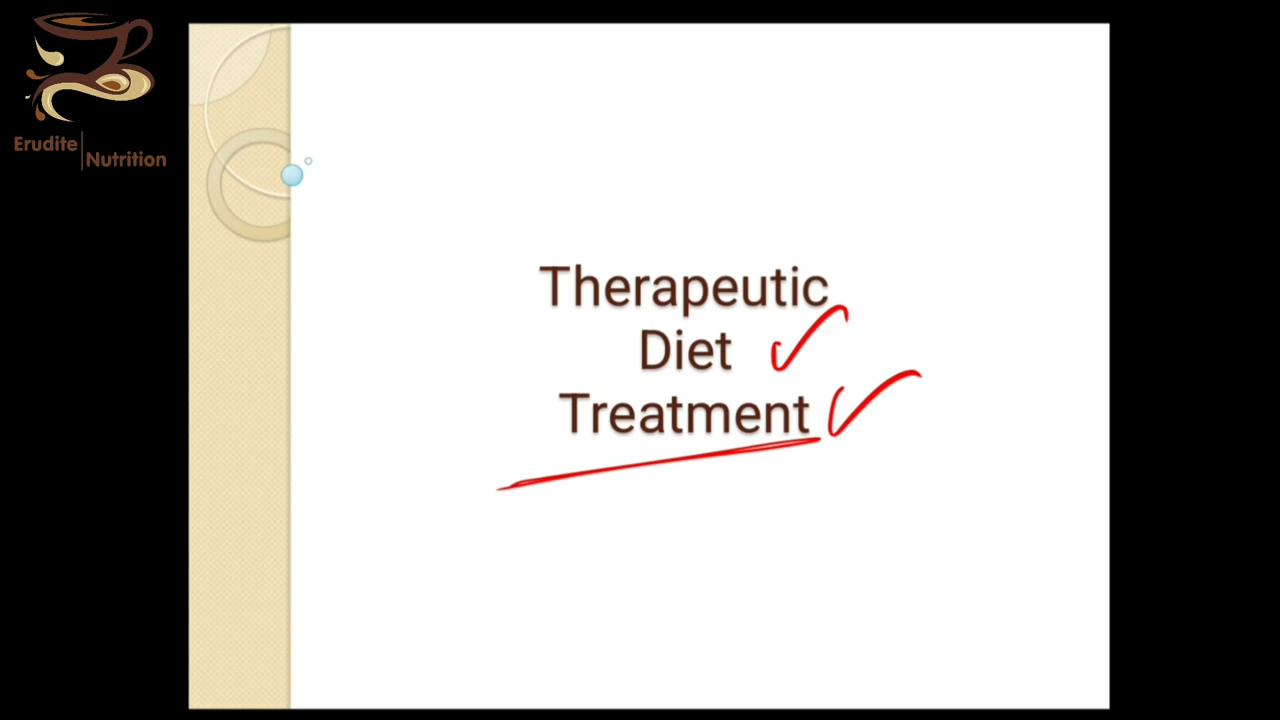 Erudite
Nutrition
Therapeutic
Diet
Treatment